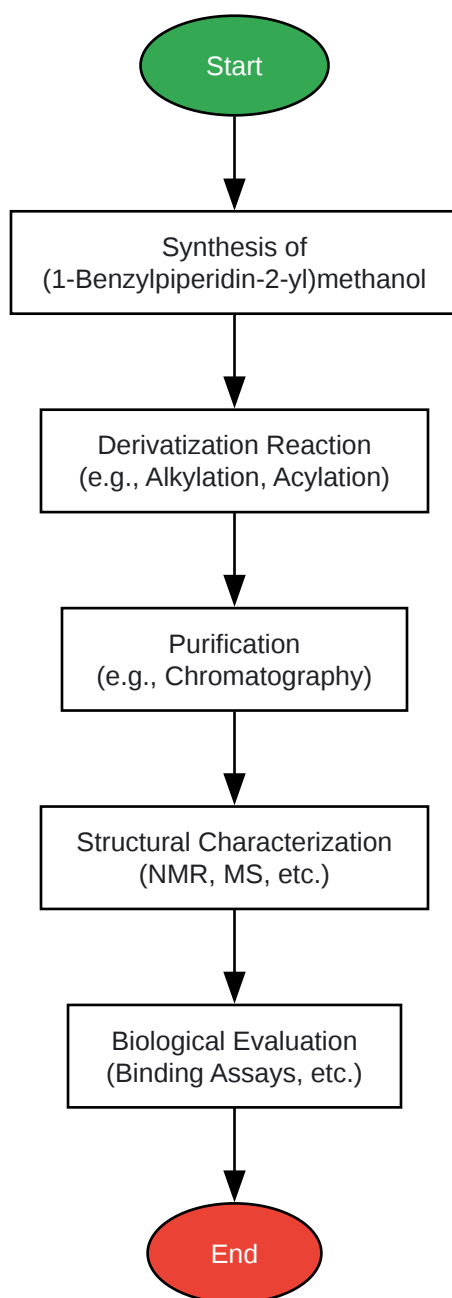 Start
Synthesis of
(1-Benzylpiperidin-2-yl)methanol
Derivatization Reaction
(e.g., Alkylation, Acylation)
Purification
(e.g., Chromatography)
Structural Characterization
(NMR, MS, etc.)
Biological Evaluation
(Binding Assays, etc.)
End